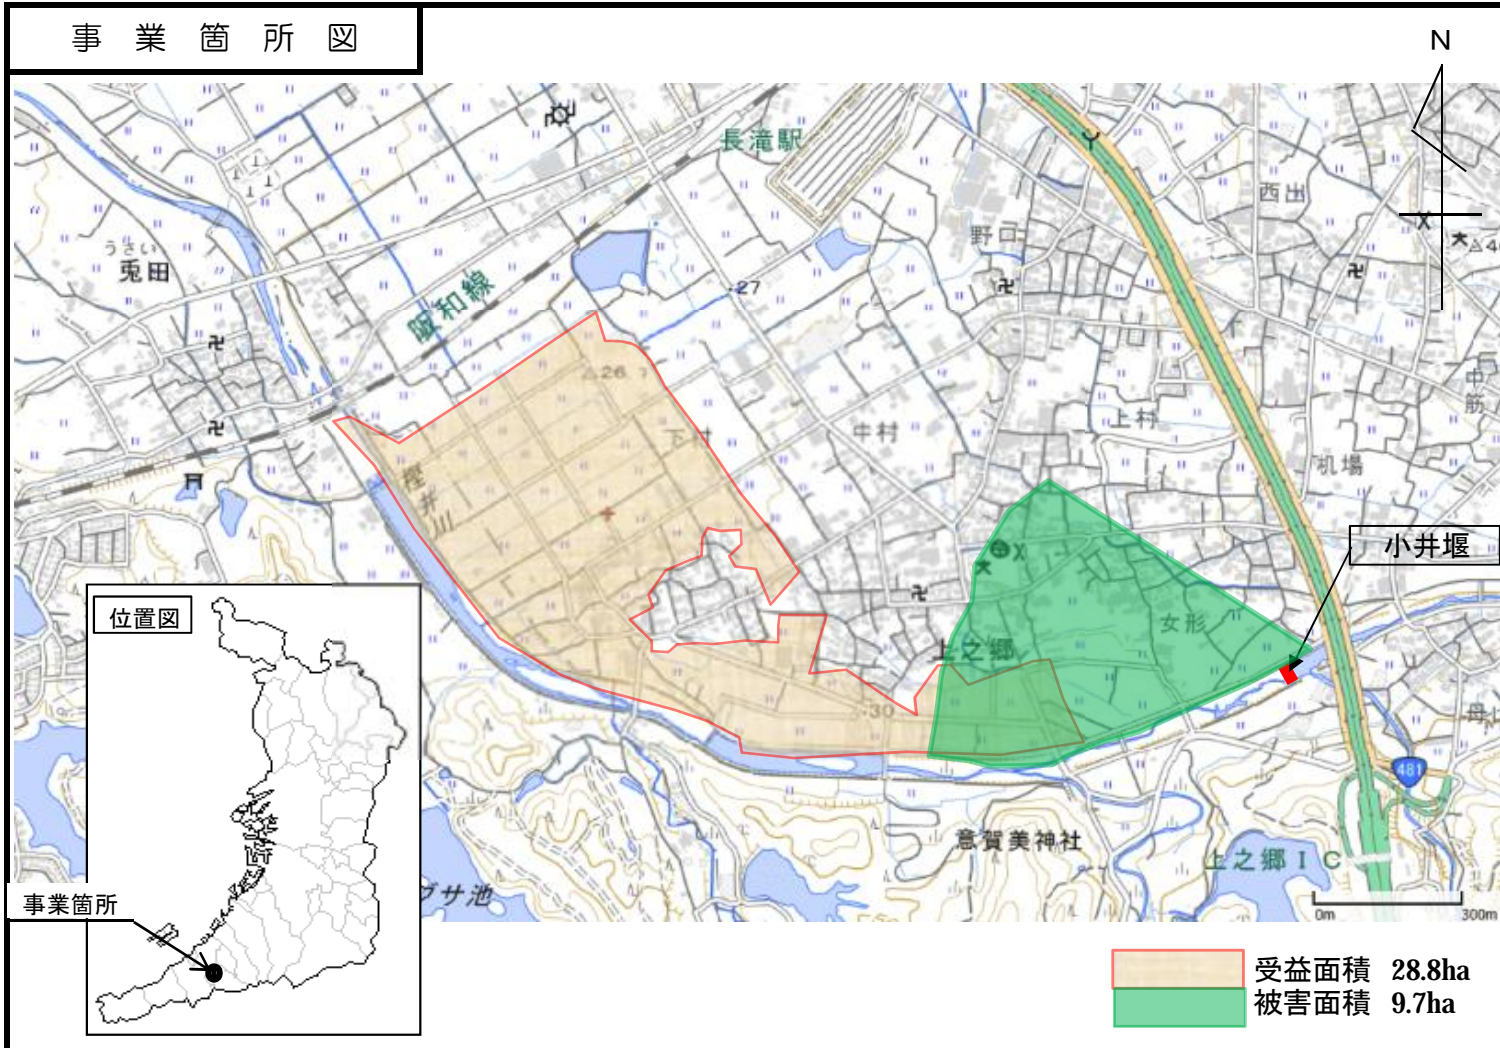 事業箇所図
N
長滝駅
西出
野口
うさい
兎田
阪和線
27
26
中筋
下村
中村
上村
机場
樫井川
小井堰
位置図
女形
上之郷
30
481
意賀美神社
上之郷IC
事業箇所
0m
300m
受益面積 28.8ha
被害面積 9.7ha